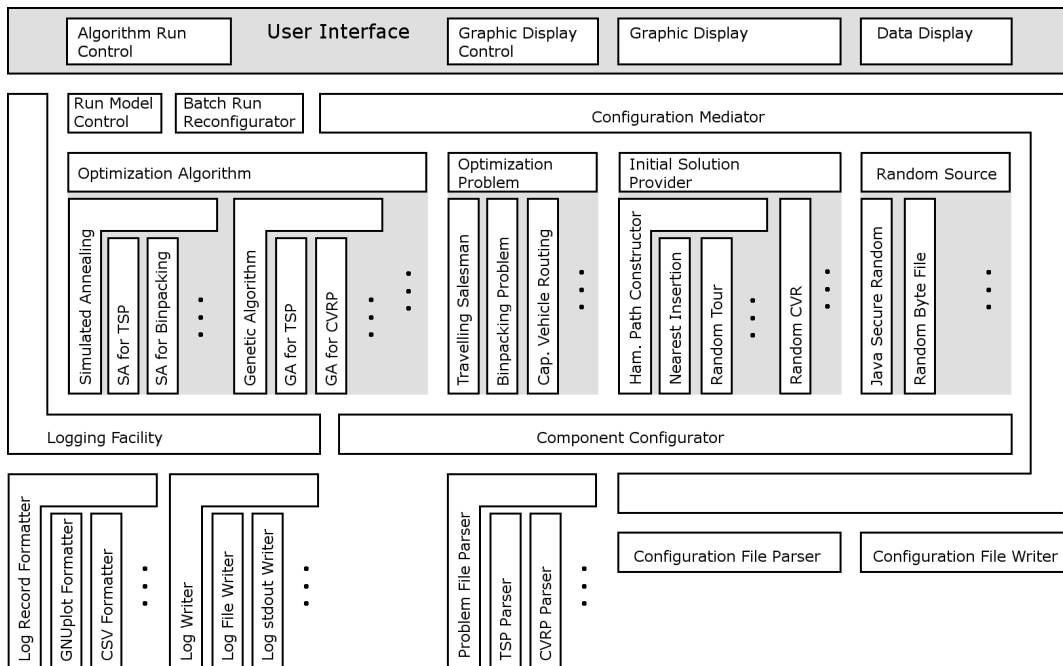 Algorithm Run
Control
User Interface
Graphic Display
Control
Graphic Display
Data Display
Run Model
Control
Batch Run
Reconfigurator
Configuration Mediator
Optimization Algorithm
Optimization
Problem
Initial Solution
Provider
Random Source
Simulated Annealing
SA for TSP
SA for Binpacking
Genetic Algorithm
GA for TSP
GA for CVRP
Travelling Salesman
Binpacking Problem
Cap. Vehicle Routing
Ham. Path Constructor
Nearest Insertion
Random Tour
Random CVR
Java Secure Random
Random Byte File
Logging Facility
Component Configurator
Log Record Formatter
GNUplot Formatter
CSV Formatter
Log Writer
Log File Writer
Log stdout Writer
Problem File Parser
TSP Parser
CVRP Parser
Configuration File Parser
Configuration File Writer